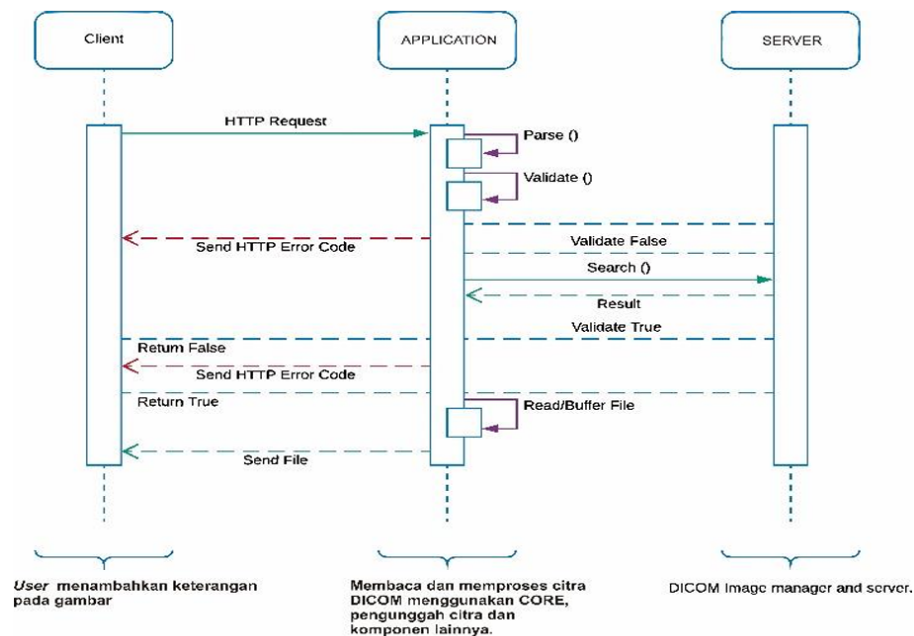 Client
APPLICATION
SERVER
HTTP Request
Parse ()
Validate ()
Send HTTP Error Code
Validate False
Search ()
Result
Validate True
Return False
Send HTTP Error Code
Return True
Read/Buffer File
Send File
User menambahkan keterangan
pada gambar
Membaca dan memproses citra
DICOM menggunakan CORE,
pengunggah citra dan
komponen lainnya.
DICOM Image manager and server.